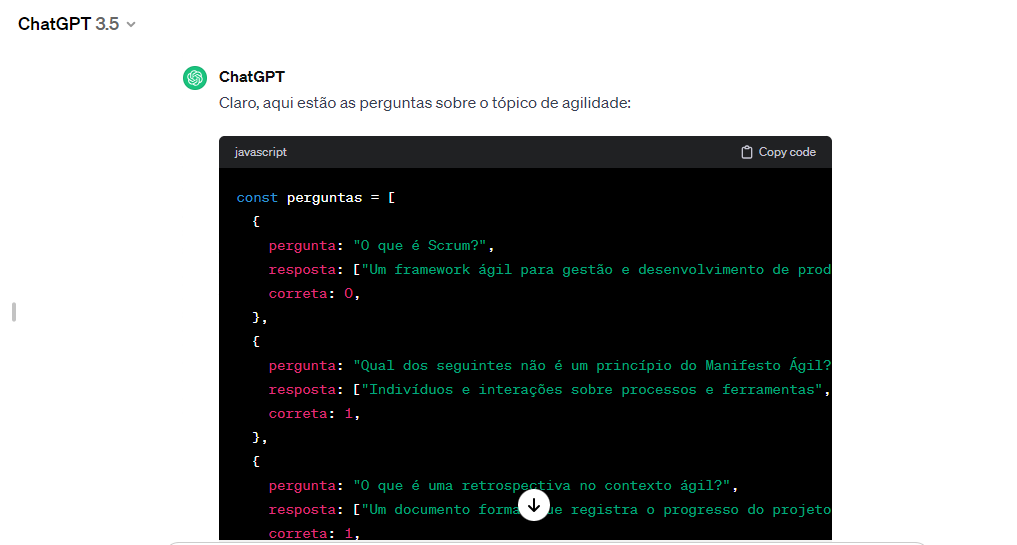 ChatGPT 3.5
ChatGPT
Claro, aqui estão as perguntas sobre o tópico de agilidade:
javascript Copy code
const perguntas = [
{
pergunta: "O que é Scrum?",
resposta: ["Um framework ágil para gestão e desenvolvimento de prod
correta: 0,
},
{
pergunta: "Qual dos seguintes não é um princípio do Manifesto Ágil?
resposta: ["Indivíduos e interações sobre processos e ferramentas",
correta: 1,
},
{
pergunta: "O que é uma retrospectiva no contexto ágil?",
resposta: ["Um documento registra o progresso do projeto
correta: 1,